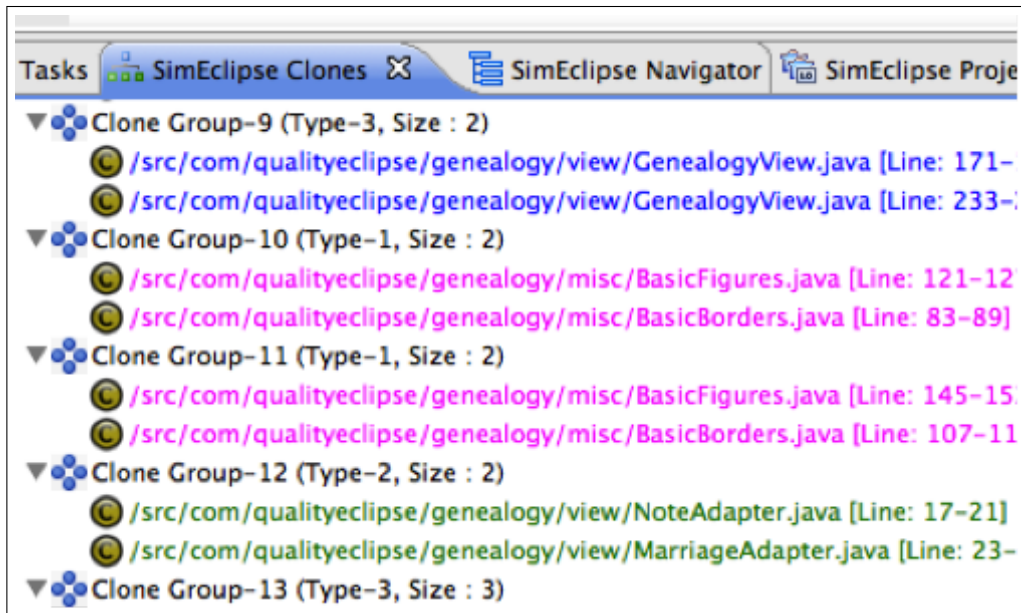 Tasks SimEclipse Clones SimEclipse Navigator SimEclipse Proje
Clone Group-9 (Type-3, Size : 2)
/src/com/qualityeclipse/genealogy/view/GenealogyView.java [Line: 171-
/src/com/qualityeclipse/genealogy/view/GenealogyView.java [Line: 233-
Clone Group-10 (Type-1, Size : 2)
/src/com/qualityeclipse/genealogy/misc/BasicFigures.java [Line: 121-12
/src/com/qualityeclipse/genealogy/misc/BasicBorders.java [Line: 83-89]
Clone Group-11 (Type-1, Size : 2)
/src/com/qualityeclipse/genealogy/misc/BasicFigures.java [Line: 145-15
/src/com/qualityeclipse/genealogy/misc/BasicBorders.java [Line: 107-11
Clone Group-12 (Type-2, Size : 2)
/src/com/qualityeclipse/genealogy/view/NoteAdapter.java [Line: 17-21]
/src/com/qualityeclipse/genealogy/view/MarriageAdapter.java [Line: 23-
Clone Group-13 (Type-3, Size : 3)